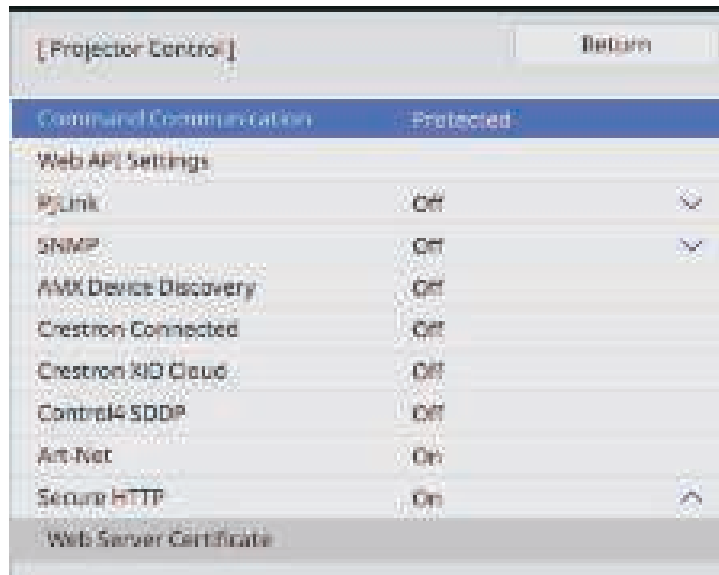 [ Projector Control ] Return
Command Communication Protected
Web API Settings
PJLink Off
SNMP Off
AMX Device Discovery Off
Crestron Connected Off
Crestron XiO Cloud Off
Control4 SDDP Off
Art-Net On
Secure HTTP On
Web Server Certificate